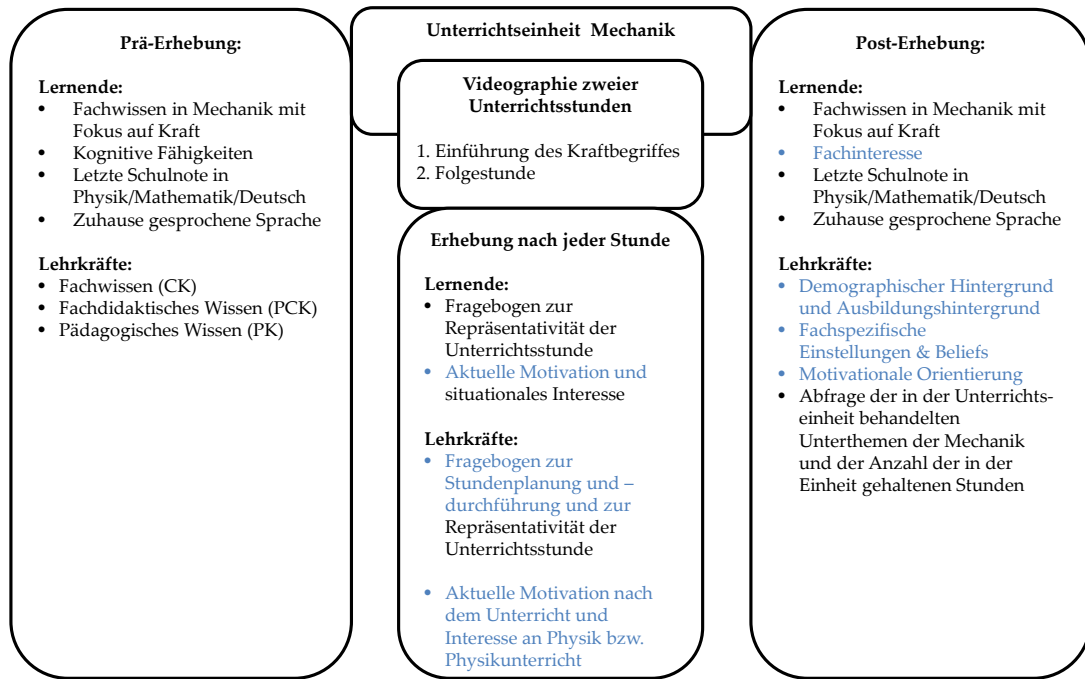 Prä-Erhebung:
Lernende:
• Fachwissen in Mechanik mit
Fokus auf Kraft
• Kognitive Fähigkeiten
• Letzte Schulnote in
Physik/Mathematik/Deutsch
• Zuhause gesprochene Sprache
Lehrkräfte:
• Fachwissen (CK)
• Fachdidaktisches Wissen (PCK)
• Pädagogisches Wissen (PK)
Unterrichtseinheit Mechanik
Videographie zweier
Unterrichtsstunden
1. Einführung des Kraftbegriffes
2. Folgestunde
Erhebung nach jeder Stunde
Lernende:
• Fragebogen zur
Repräsentativität der
Unterrichtsstunde
• Aktuelle Motivation und
situationales Interesse
Lehrkräfte:
• Fragebogen zur
Stundenplanung und –
durchführung und zur
Repräsentativität der
Unterrichtsstunde
• Aktuelle Motivation nach
dem Unterricht und
Interesse an Physik bzw.
Physikunterricht
Post-Erhebung:
Lernende:
• Fachwissen in Mechanik mit
Fokus auf Kraft
• Fachinteresse
• Letzte Schulnote in
Physik/Mathematik/Deutsch
• Zuhause gesprochene Sprache
Lehrkräfte:
• Demographischer Hintergrund
und Ausbildungshintergrund
• Fachspezifische
Einstellungen & Beliefs
• Motivationale Orientierung
• Abfrage der in der Unterrichts-
einheit behandelten
Unterthemen der Mechanik
und der Anzahl der in der
Einheit gehaltenen Stunden